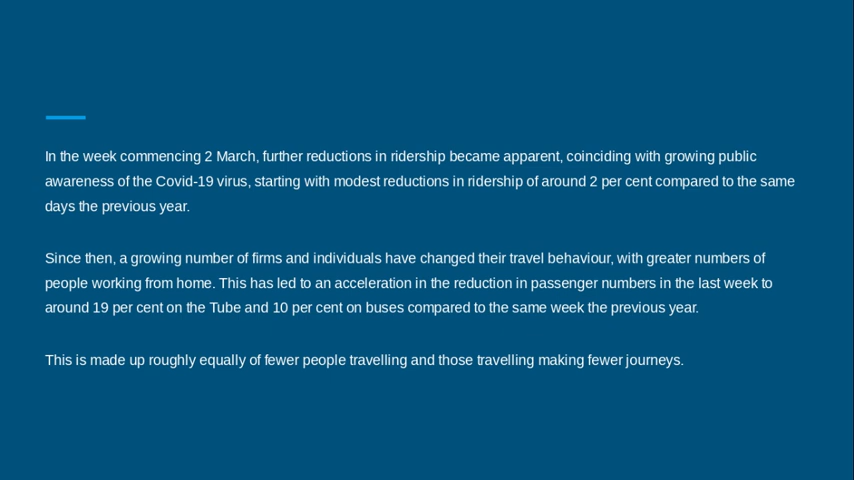 In the week commencing 2 March, further reductions in ridership became apparent, coinciding with growing public
awareness of the Covid-19 virus, starting with modest reductions in ridership of around 2 per cent compared to the same
days the previous year.
Since then, a growing number of firms and individuals have changed their travel behaviour, with greater numbers of
people working from home. This has led to an acceleration in the reduction in passenger numbers in the last week to
around 19 per cent on the Tube and 10 per cent on buses compared to the same week the previous year.
This is made up roughly equally of fewer people travelling and those travelling making fewer journeys.